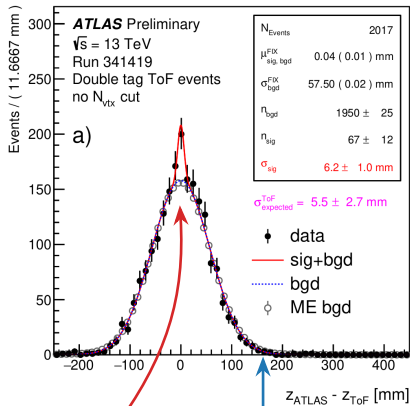 ATLAS Preliminary
√s = 13 TeV
Run 341419
Double tag ToF events
no N_vtx cut
a)
N_Events 2017
μ^FIX_sig, bgd 0.04 ( 0.01 ) mm
σ^FIX_bgd 57.50 ( 0.02 ) mm
n_bgd 1950 ± 25
n_sig 67 ± 12
σ_sig 6.2 ± 1.0 mm
σ^ToF_expected = 5.5 ± 2.7 mm
data
sig+bgd
bgd
ME bgd
Events / ( 11.6667 mm )
300
250
200
150
100
50
0
−200 −100 0 100 200 300 400
z_ATLAS - z_ToF [mm]